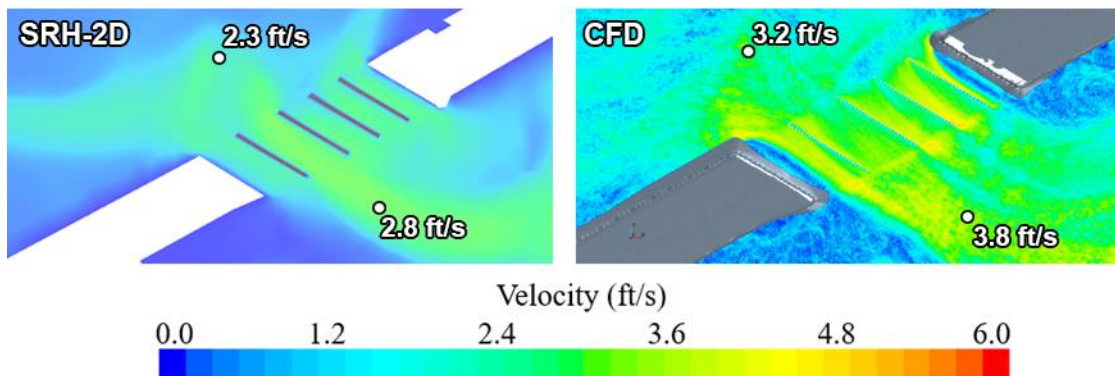 SRH-2D
2.3 ft/s
2.8 ft/s
CFD
3.2 ft/s
3.8 ft/s
Velocity (ft/s)
0.0 1.2 2.4 3.6 4.8 6.0